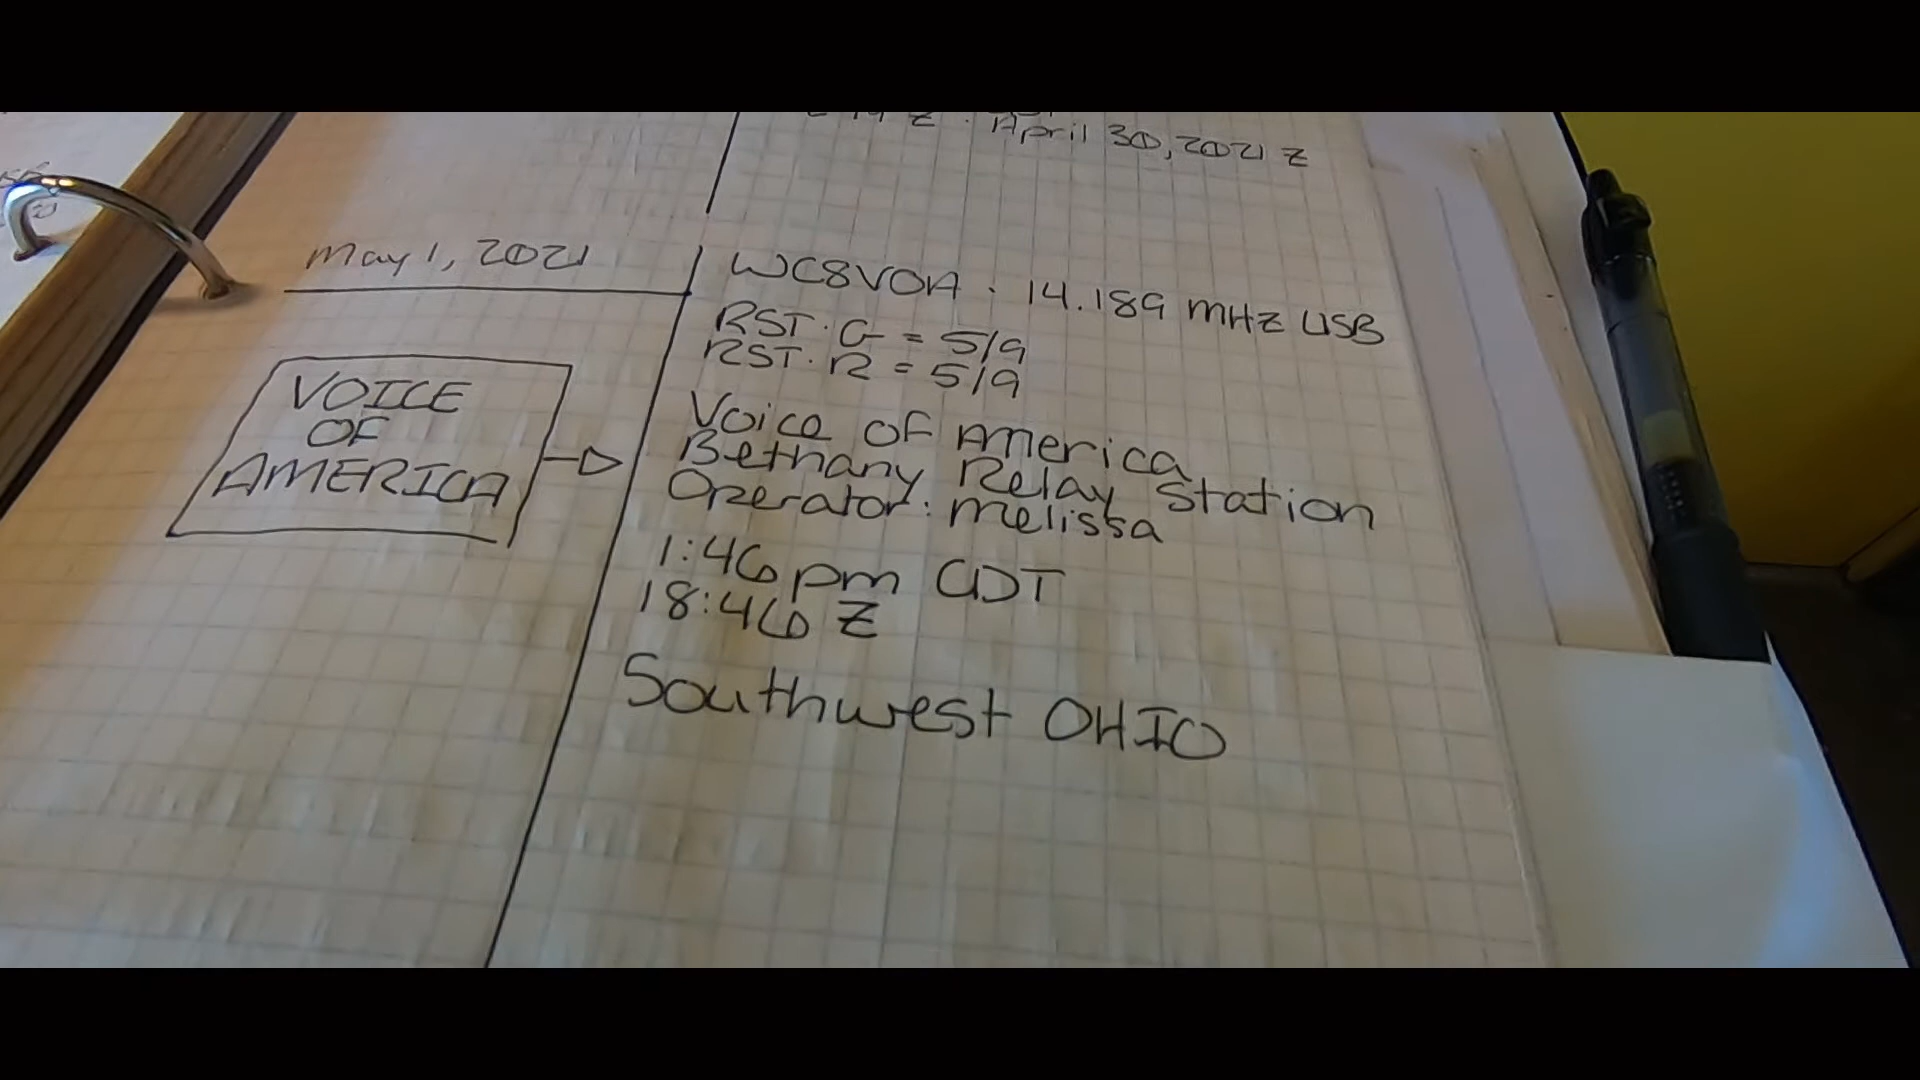 April 30, 2021 Z
May 1, 2021
VOICE
OF
AMERICA
WC8VOA · 14.189 MHZ USB
RST: G = 5/9
RST: R = 5/9
Voice OF America
Bethany Relay Station
Operator: Melissa
1:46 pm CDT
18:46 Z
Southwest OHIO